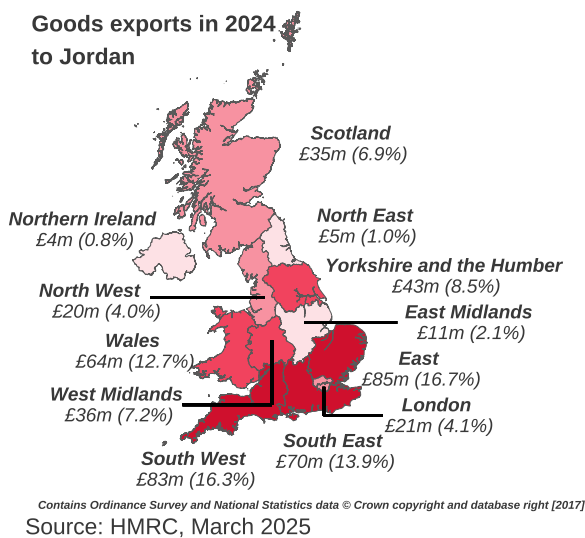 Goods exports in 2024
to Jordan
Scotland
£35m (6.9%)
Northern Ireland
£4m (0.8%)
North East
£5m (1.0%)
Yorkshire and the Humber
£43m (8.5%)
North West
£20m (4.0%)
East Midlands
£11m (2.1%)
Wales
£64m (12.7%)
East
£85m (16.7%)
West Midlands
£36m (7.2%)
London
£21m (4.1%)
South East
£70m (13.9%)
South West
£83m (16.3%)
Contains Ordinance Survey and National Statistics data © Crown copyright and database right [2017]
Source: HMRC, March 2025